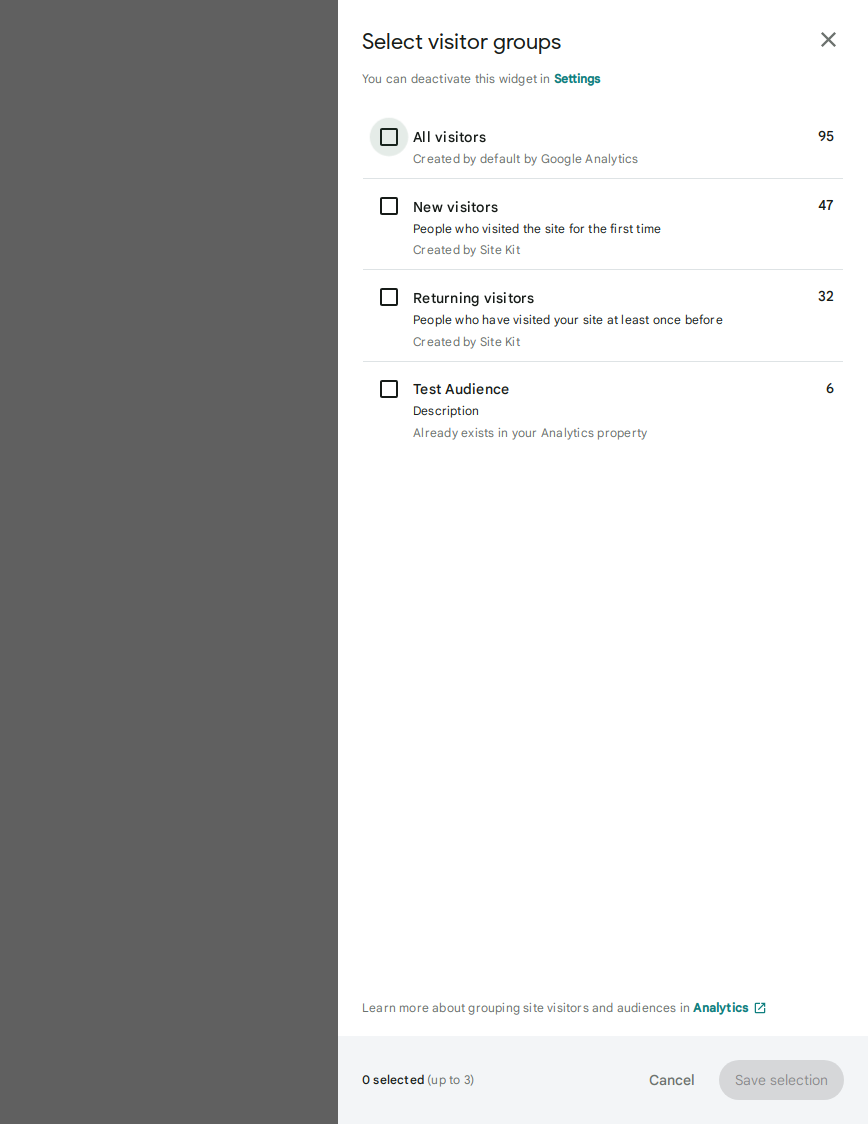 Select visitor groups
You can deactivate this widget in Settings
All visitors 95
Created by default by Google Analytics
New visitors 47
People who visited the site for the first time
Created by Site Kit
Returning visitors 32
People who have visited your site at least once before
Created by Site Kit
Test Audience 6
Description
Already exists in your Analytics property
Learn more about grouping site visitors and audiences in Analytics
0 selected (up to 3) Cancel Save selection